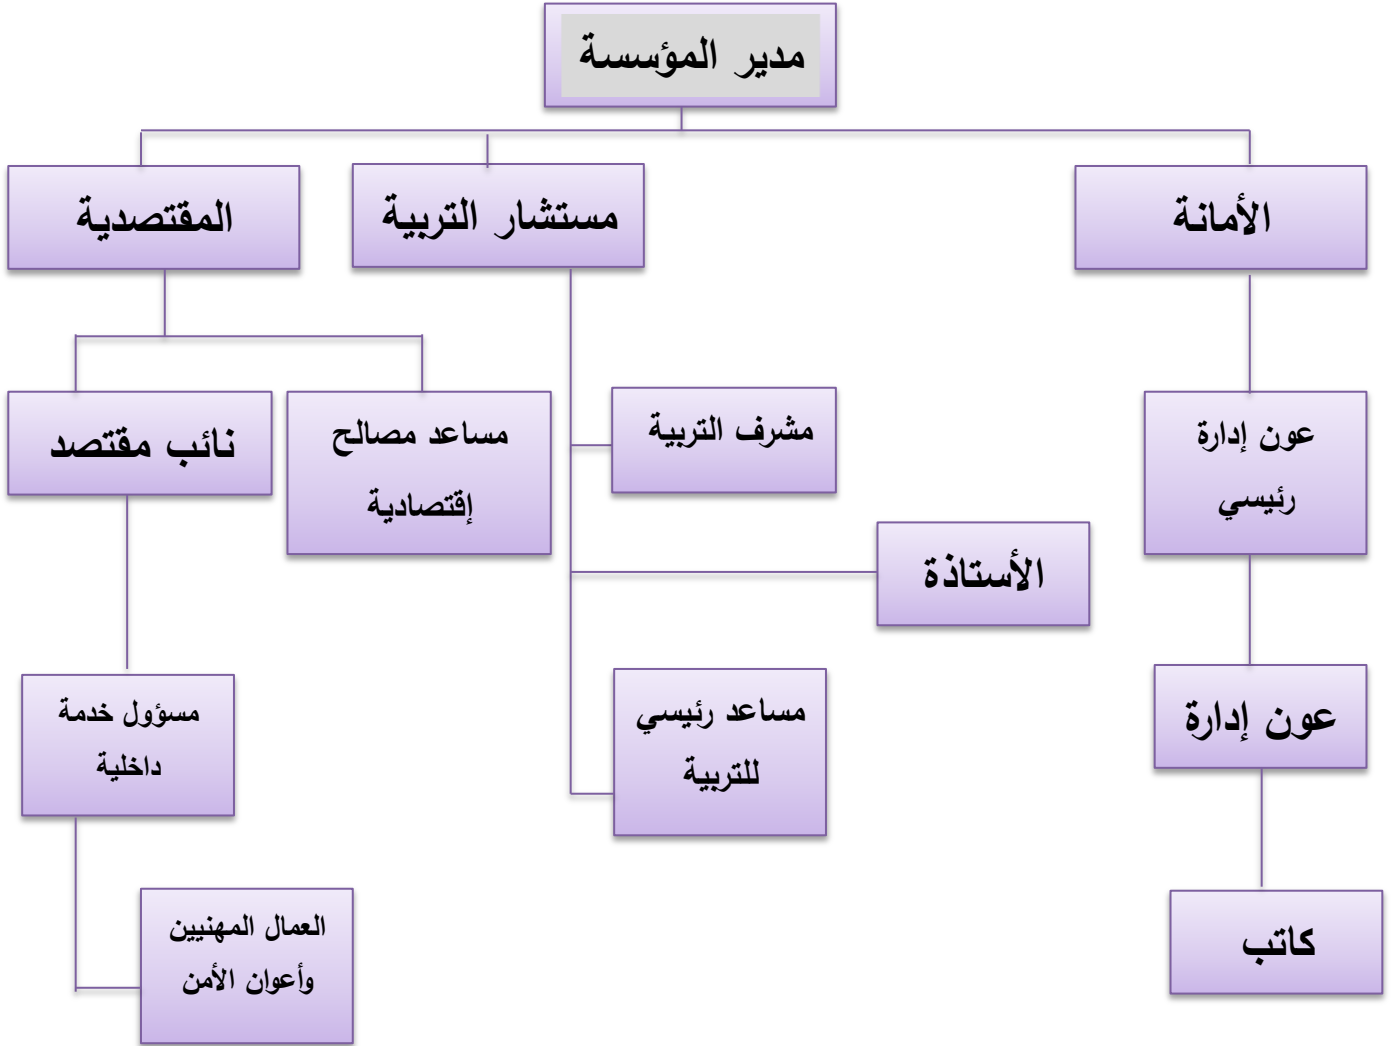 مدير المؤسسة
الأمانة
مستشار التربية
المقتصدية
عون إدارة
رئيسي
مشرف التربية
مساعد مصالح
إقتصادية
نائب مقتصد
الأستاذة
عون إدارة
مساعد رئيسي
للتربية
مسؤول خدمة
داخلية
كاتب
العمال المهنيين
وأعوان الأمن